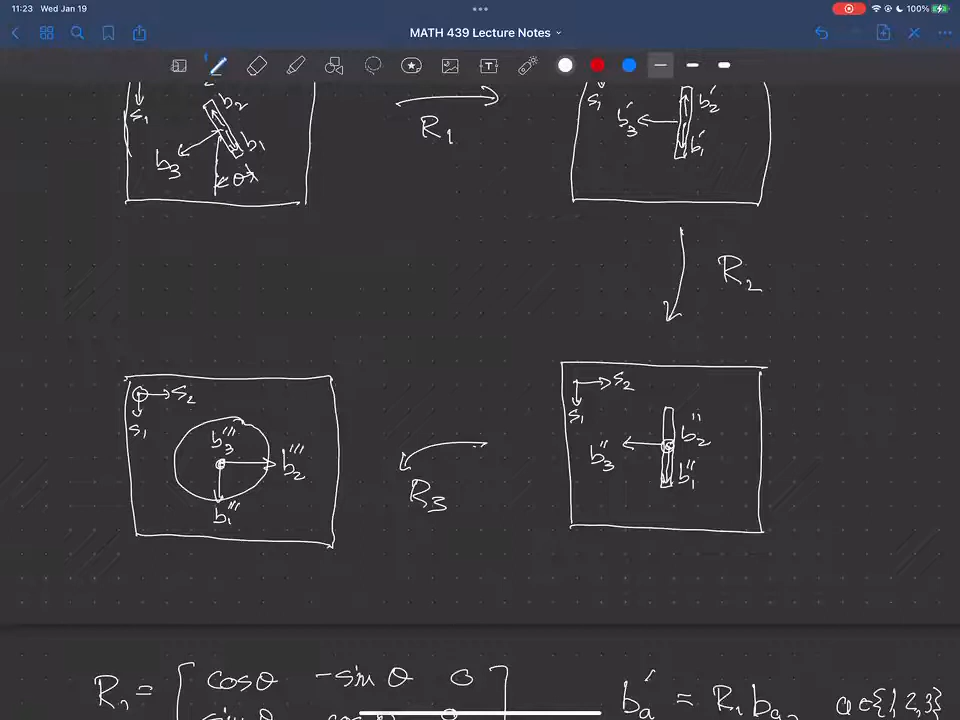 11:23 Wed Jan 19
100%
MATH 439 Lecture Notes
T
s₁
b₂
b₁
b₃
θ
R₁
s₁
b₂′
b₃′
b₁′
R₂
s₂
s₁
b₃‴
b₂‴
b₁‴
R₃
s₂
s₁
b₂″
b₃″
b₁″
R₁ = [ cos θ -sin θ 0 ]
b′ₐ = R₁ bₐ, a∈{1,2,3}